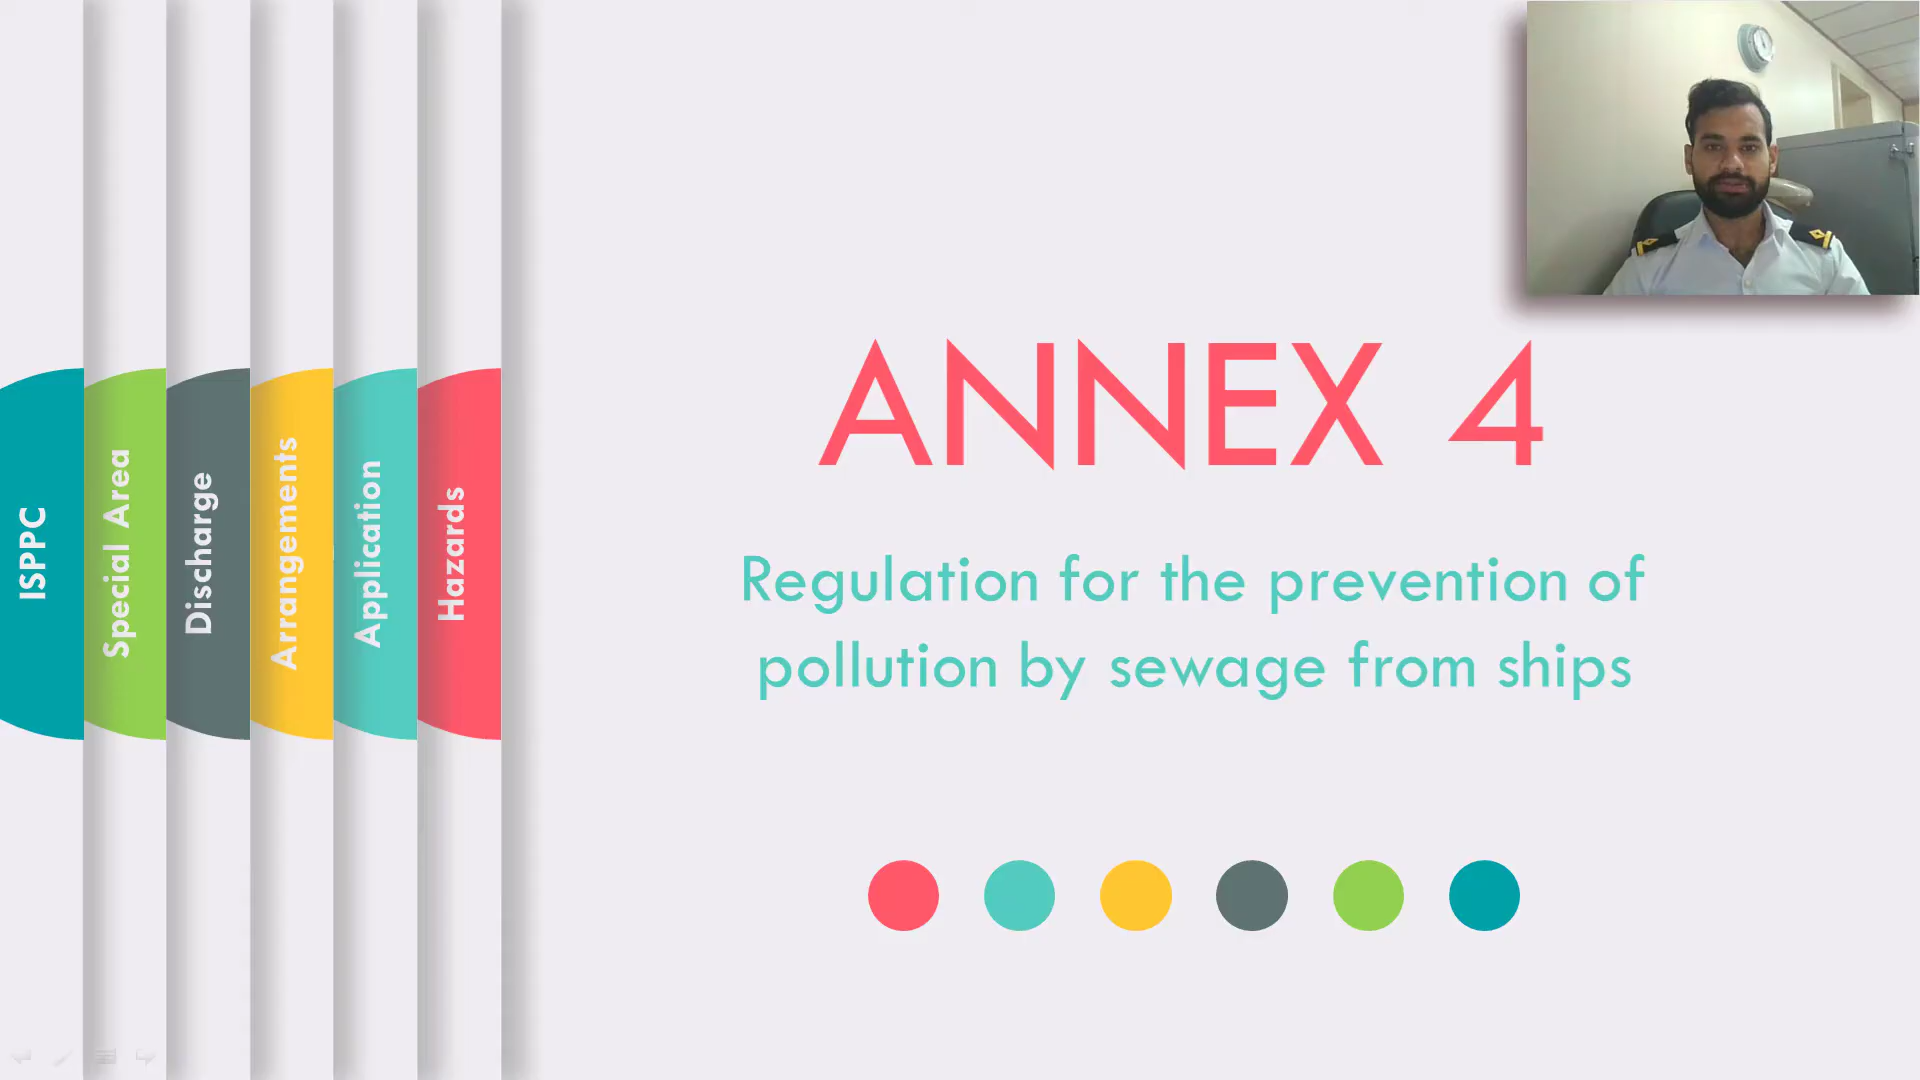 ISPPC
Special Area
Discharge
Arrangements
Application
Hazards
ANNEX 4
Regulation for the prevention of
pollution by sewage from ships